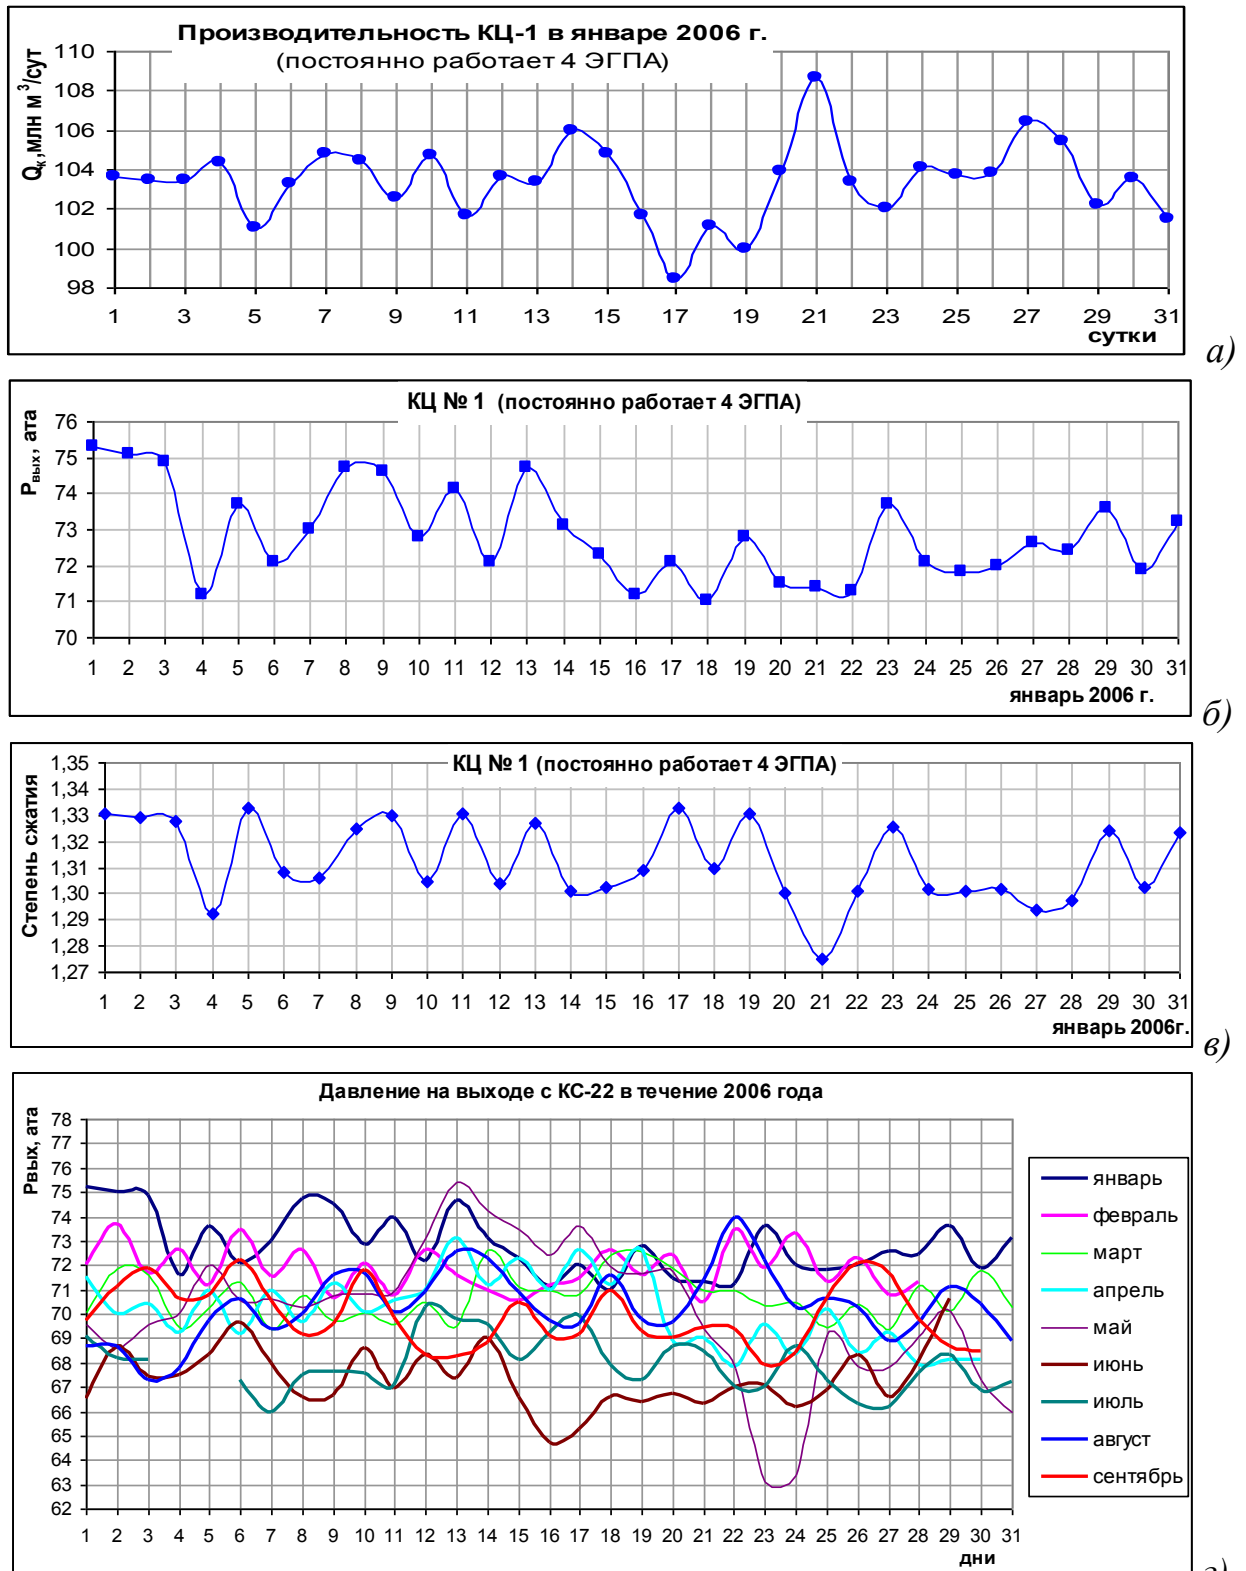 Производительность КЦ-1 в январе 2006 г.
(постоянно работает 4 ЭГПА)
Qк,млн м³/сут
110
108
106
104
102
100
98
1 3 5 7 9 11 13 15 17 19 21 23 25 27 29 31
сутки
а)
КЦ № 1 (постоянно работает 4 ЭГПА)
Рвых, ата
76
75
74
73
72
71
70
1 2 3 4 5 6 7 8 9 10 11 12 13 14 15 16 17 18 19 20 21 22 23 24 25 26 27 28 29 30 31
январь 2006 г.
б)
КЦ № 1 (постоянно работает 4 ЭГПА)
Степень сжатия
1,35
1,34
1,33
1,32
1,31
1,30
1,29
1,28
1,27
1 2 3 4 5 6 7 8 9 10 11 12 13 14 15 16 17 18 19 20 21 22 23 24 25 26 27 28 29 30 31
январь 2006г.
в)
Давление на выходе с КС-22 в течение 2006 года
Рвых, ата
78
77
76
75
74
73
72
71
70
69
68
67
66
65
64
63
62
1 2 3 4 5 6 7 8 9 10 11 12 13 14 15 16 17 18 19 20 21 22 23 24 25 26 27 28 29 30 31
дни
январь
февраль
март
апрель
май
июнь
июль
август
сентябрь